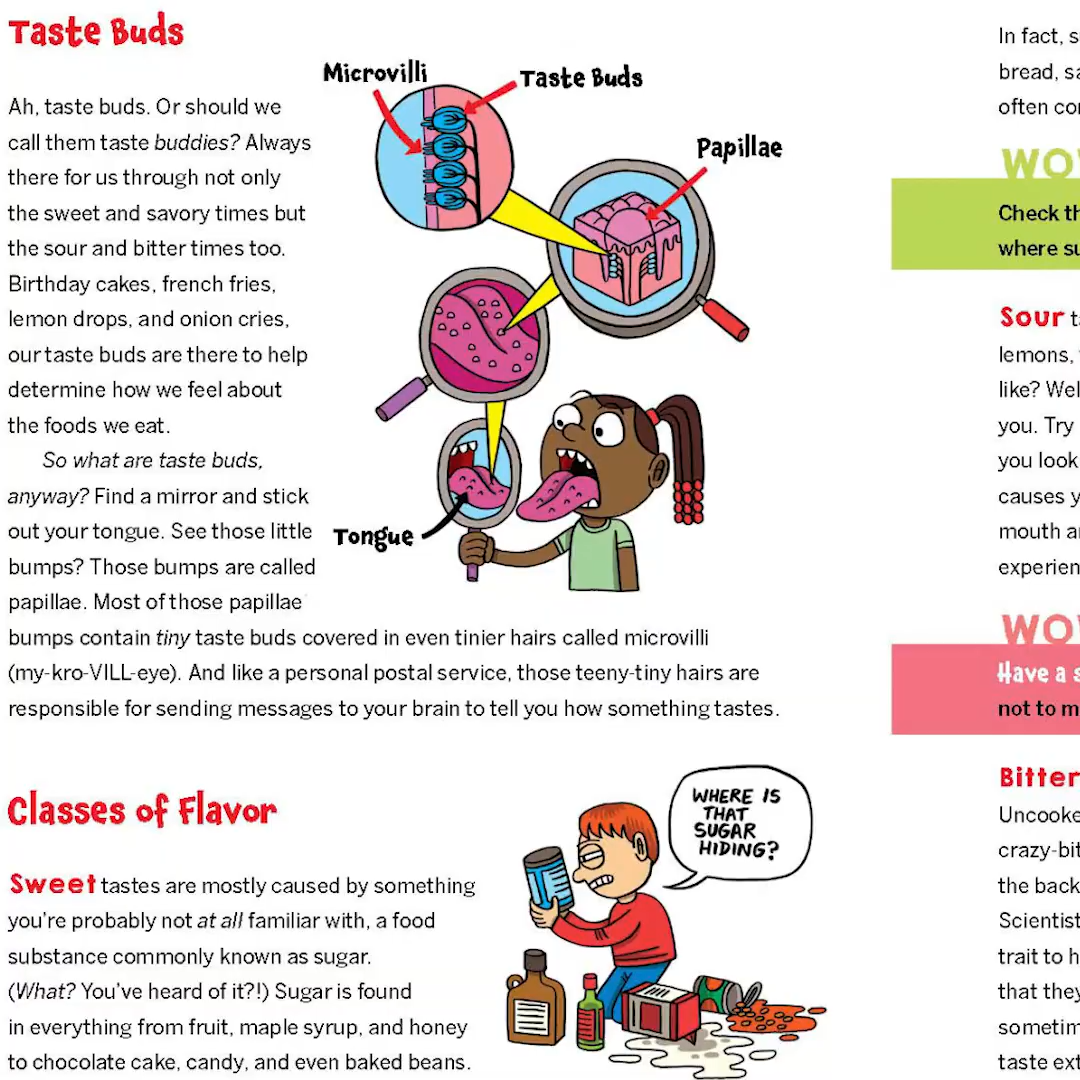 Taste Buds
Ah, taste buds. Or should we
call them taste buddies? Always
there for us through not only
the sweet and savory times but
the sour and bitter times too.
Birthday cakes, french fries,
lemon drops, and onion cries,
our taste buds are there to help
determine how we feel about
the foods we eat.
So what are taste buds,
anyway? Find a mirror and stick
out your tongue. See those little
bumps? Those bumps are called
papillae. Most of those papillae
bumps contain tiny taste buds covered in even tinier hairs called microvilli
(my-kro-VILL-eye). And like a personal postal service, those teeny-tiny hairs are
responsible for sending messages to your brain to tell you how something tastes.
Microvilli
Taste Buds
Papillae
Tongue
Classes of Flavor
Sweet tastes are mostly caused by something
you're probably not at all familiar with, a food
substance commonly known as sugar.
(What? You've heard of it?!) Sugar is found
in everything from fruit, maple syrup, and honey
to chocolate cake, candy, and even baked beans.
WHERE IS
THAT
SUGAR
HIDING?
In fact,
bread,
often
Check
where
Sour
lemons,
like?
you. Try
you look
causes
mouth
Have a
not to
Bitter
the back
trait to
that they
taste